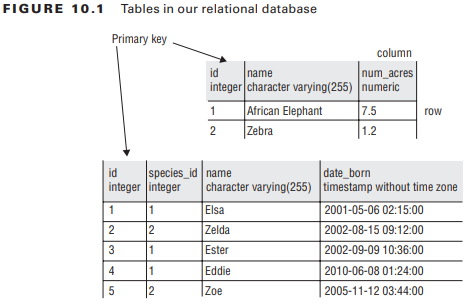 FIGURE 10.1 Tables in our relational database
Primary key
column
id name num_acres
integer character varying(255) numeric
1 African Elephant 7.5 row
2 Zebra 1.2
id species_id name date_born
integer integer character varying(255) timestamp without time zone
1 1 Elsa 2001-05-06 02:15:00
2 2 Zelda 2002-08-15 09:12:00
3 1 Ester 2002-09-09 10:36:00
4 1 Eddie 2010-06-08 01:24:00
5 2 Zoe 2005-11-12 03:44:00